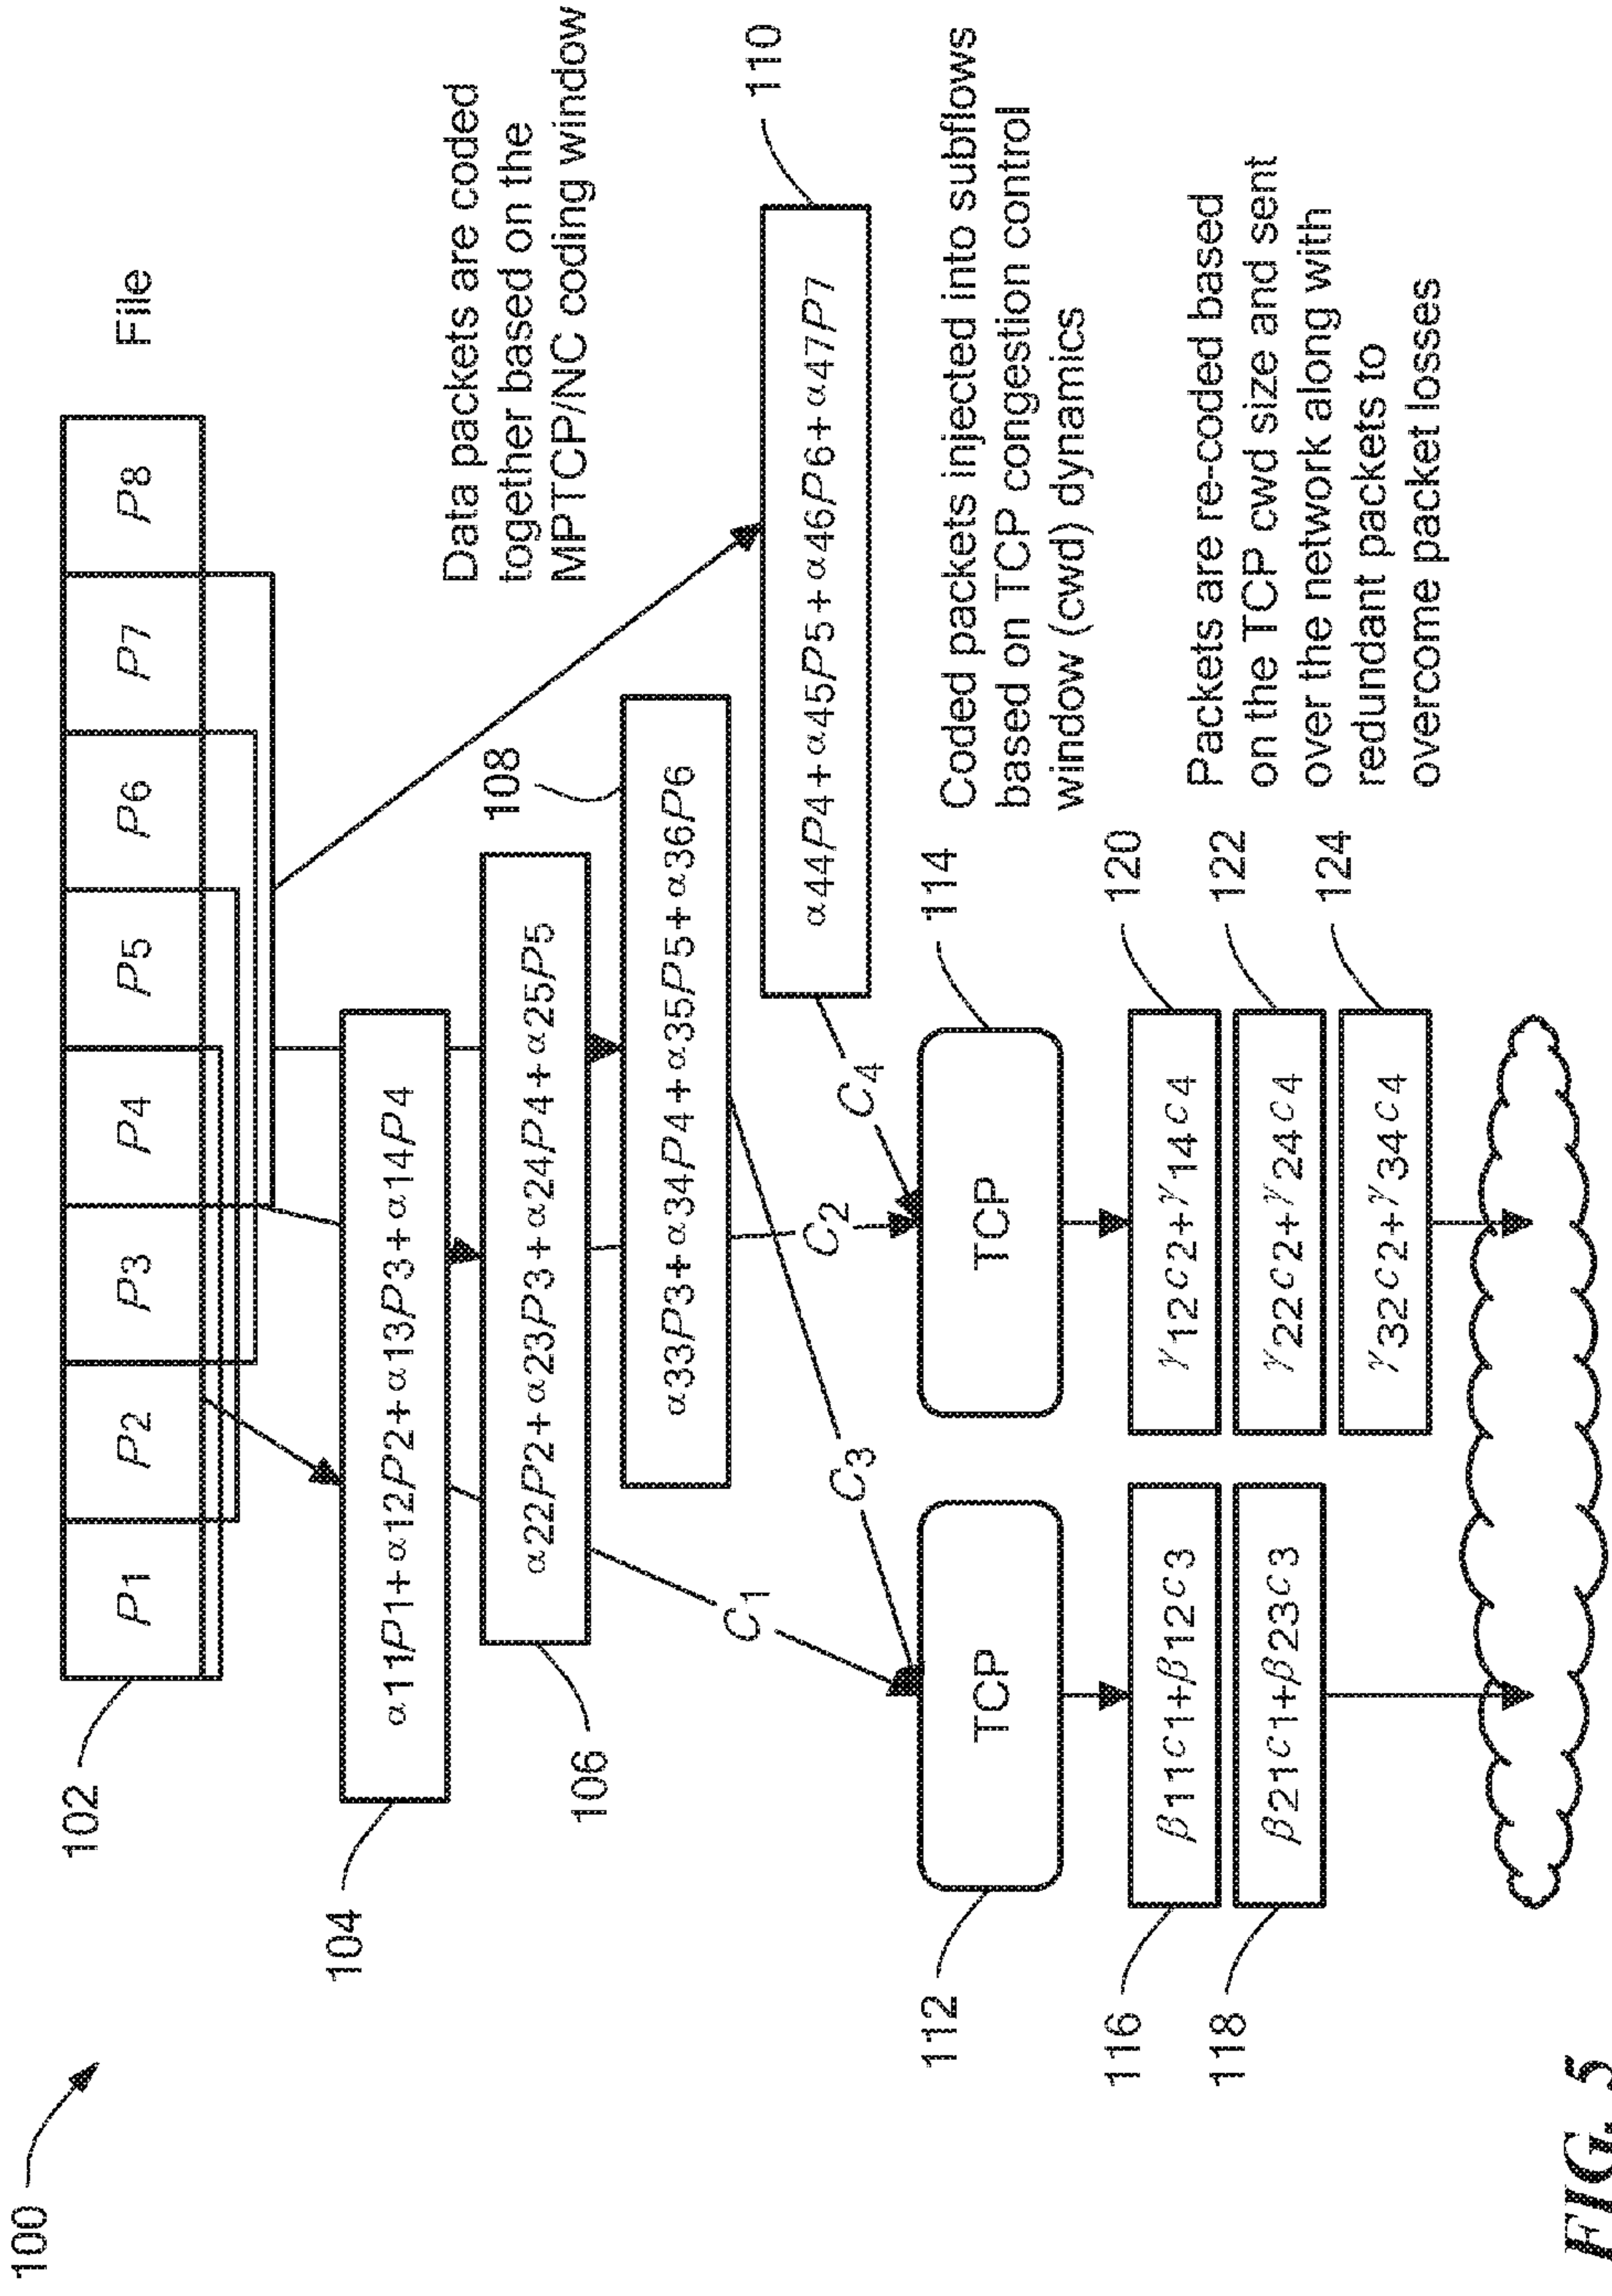 100
102
P1 P2 P3 P4 P5 P6 P7 P8
File
104
α11P1+α12P2+α13P3+α14P4
Data packets are coded
together based on the
MPTCP/NC coding window
106
α22P2+α23P3+α24P4+α25P5
108
α33P3+α34P4+α35P5+α36P6
110
α44P4+α45P5+α46P6+α47P7
C1
C3
C2
C4
112
TCP
114
TCP
Coded packets injected into subflows
based on TCP congestion control
window (cwd) dynamics
116
β11c1+β12c3
120
γ12c2+γ14c4
118
β21c1+β23c3
122
γ22c2+γ24c4
124
γ32c2+γ34c4
Packets are re-coded based
on the TCP cwd size and sent
over the network along with
redundant packets to
overcome packet losses
FIG. 5